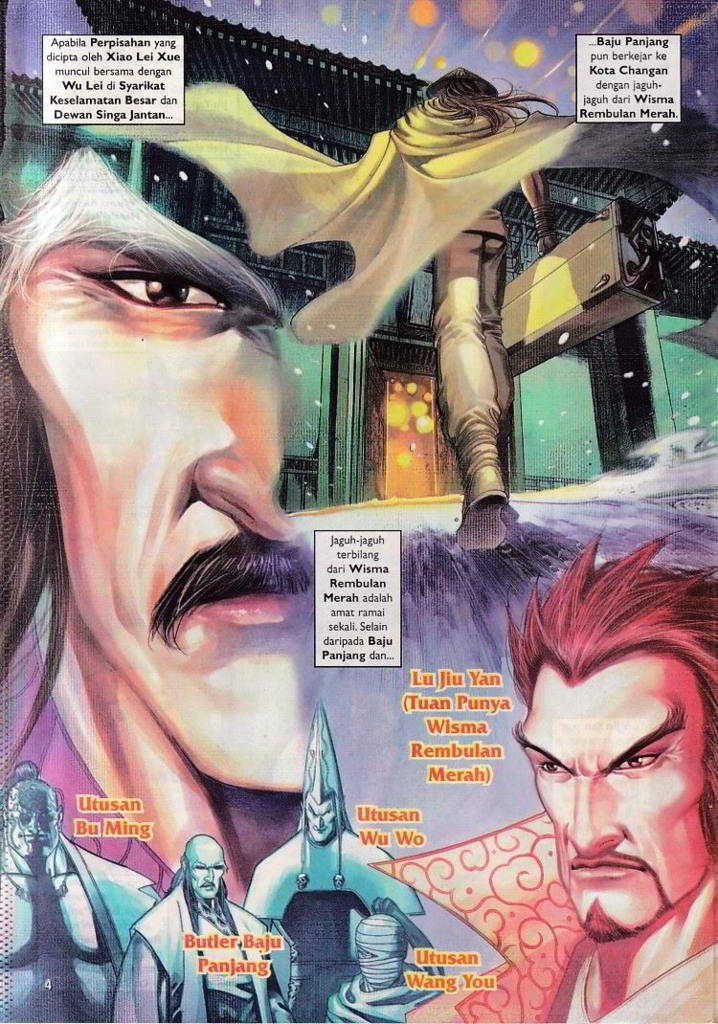 Apabila Perpisahan yang
dicipta oleh Xiao Lei Xue
muncul bersama dengan
Wu Lei di Syarikat
Keselamatan Besar dan
Dewan Singa Jantan...
...Baju Panjang
pun berkejar ke
Kota Changan
dengan jaguh-
jaguh dari Wisma
Rembulan Merah.
Jaguh-jaguh
terbilang
dari Wisma
Rembulan
Merah adalah
amat ramai
sekali. Selain
daripada Baju
Panjang dan...
Lu Jiu Yan
(Tuan Punya
Wisma
Rembulan
Merah)
Utusan
Bu Ming
Utusan
Wu Wo
Butler Baju
Panjang
Utusan
Wang You
4